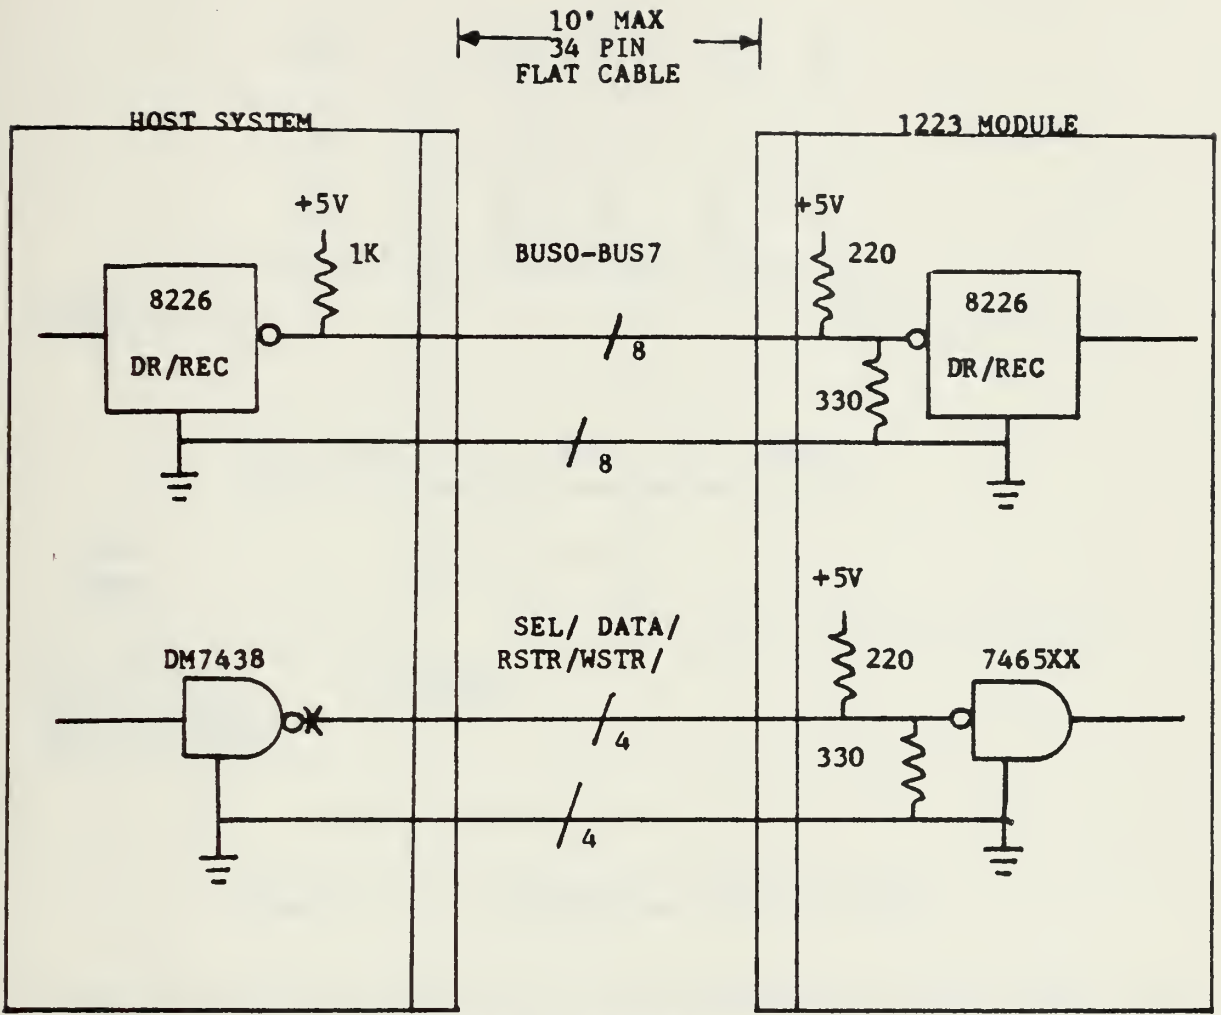 10' MAX
34 PIN
FLAT CABLE
HOST SYSTEM
1223 MODULE
+5V
1K
BUS0-BUS7
+5V
220
8226
DR/REC
8
330
8226
DR/REC
8
+5V
SEL/ DATA/
RSTR/WSTR/
DM7438
220
7465XX
4
330
4